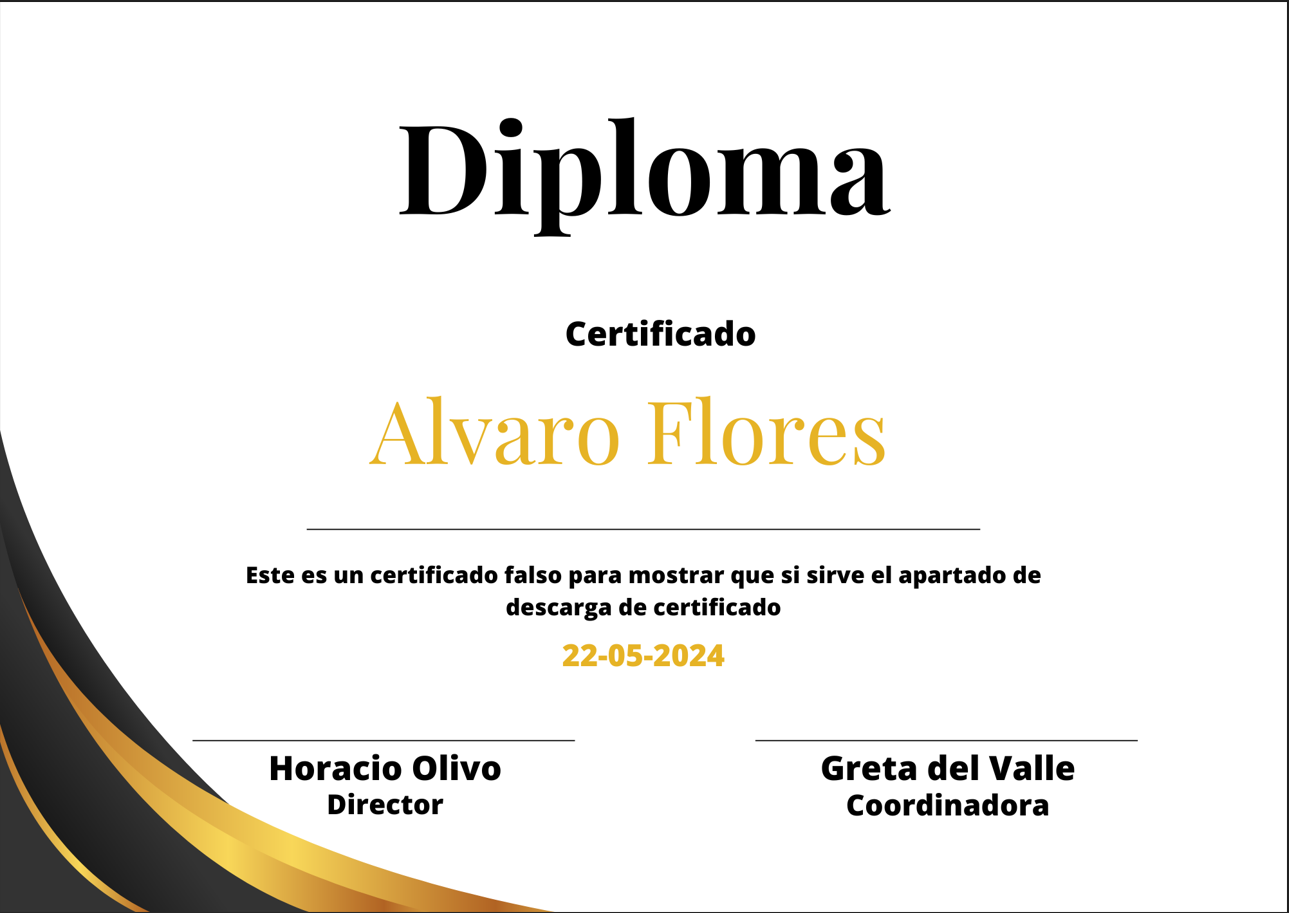 Diploma
Certificado
Alvaro Flores
Este es un certificado falso para mostrar que si sirve el apartado de
descarga de certificado
22-05-2024
Horacio Olivo
Director
Greta del Valle
Coordinadora